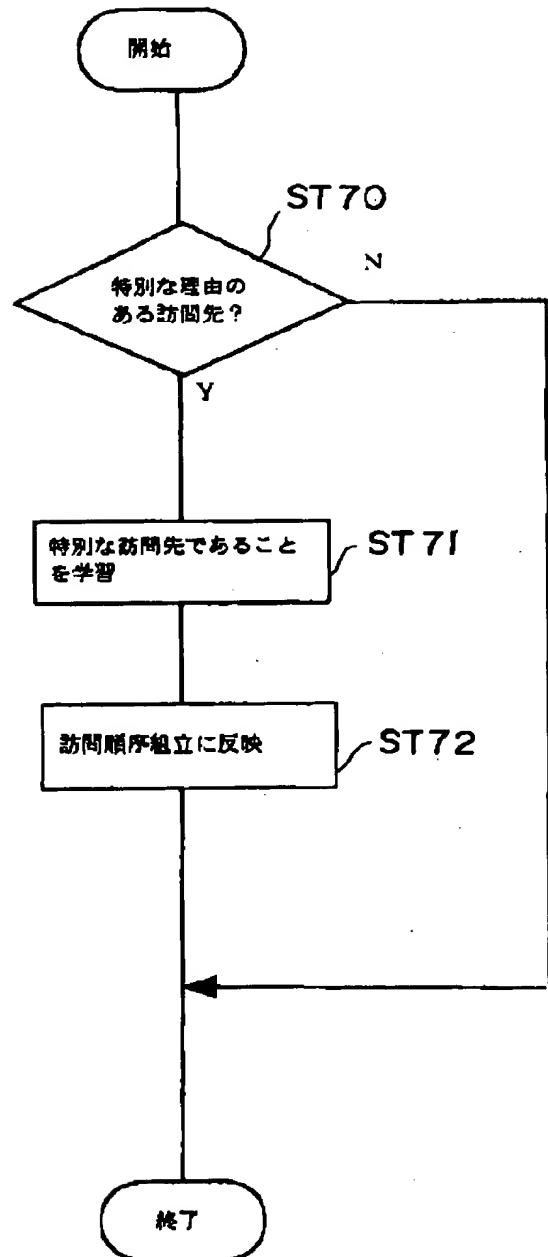 開始
ST70
特別な理由の
ある訪問先?
N
Y
特別な訪問先であること
を学習
ST71
訪問順序組立に反映
ST72
終了